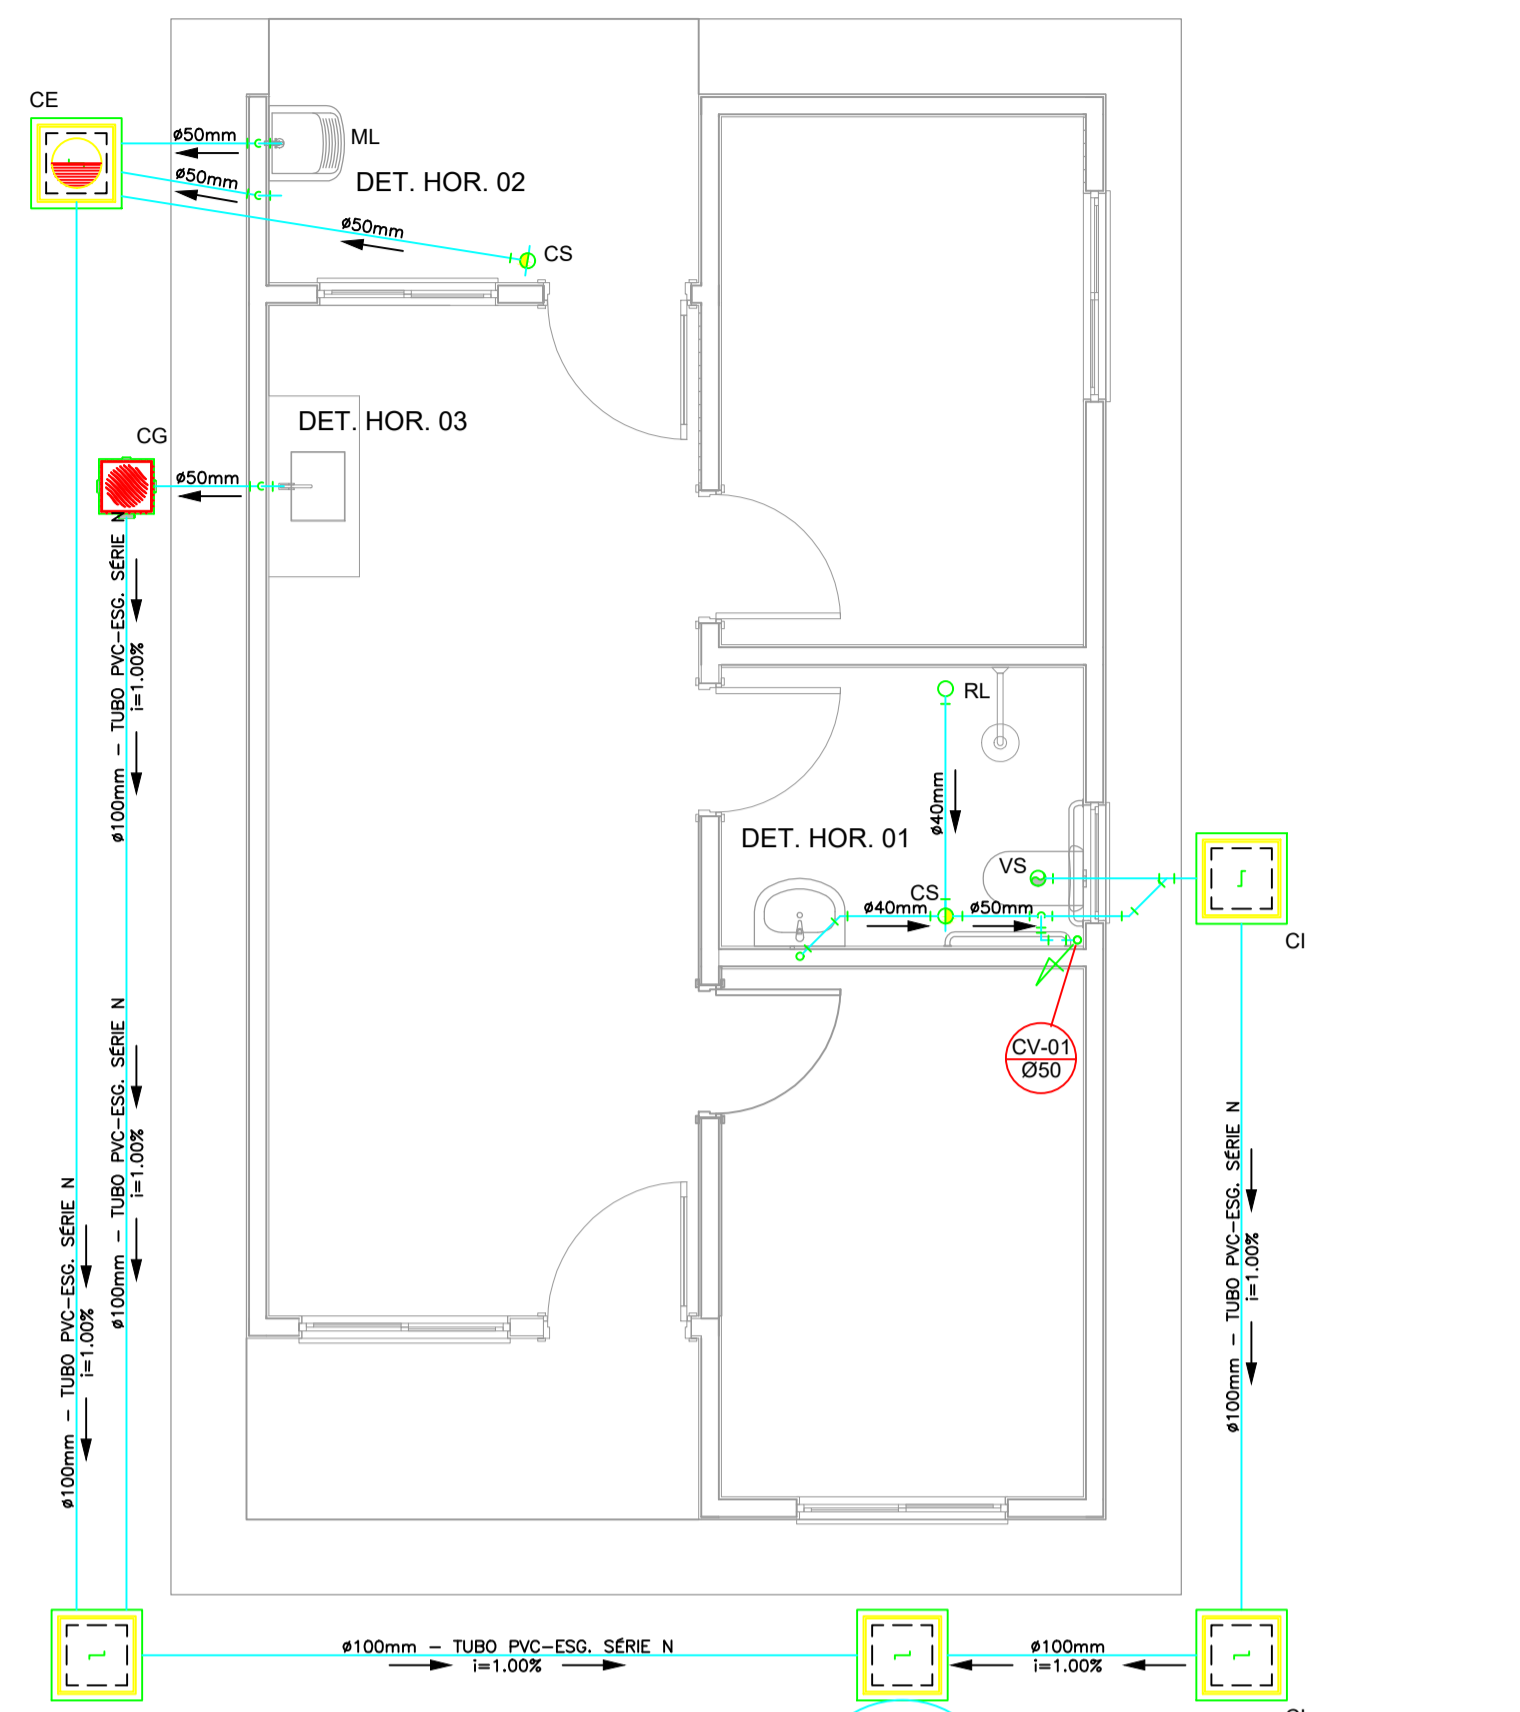 CE
ø50mm
ML
ø50mm
DET. HOR. 02
ø50mm
CS
DET. HOR. 03
CG
ø50mm
ø100mm – TUBO PVC–ESG. SÉRIE N
i=1.00%
RL
ø40mm
DET. HOR. 01
VS
CS
ø40mm
ø50mm
CI
CV-01
Ø50
ø100mm – TUBO PVC–ESG. SÉRIE N
i=1.00%
ø100mm – TUBO PVC–ESG. SÉRIE N
i=1.00%
ø100mm – TUBO PVC–ESG. SÉRIE N
i=1.00%
ø100mm – TUBO PVC–ESG. SÉRIE N
i=1.00%
ø100mm
i=1.00%